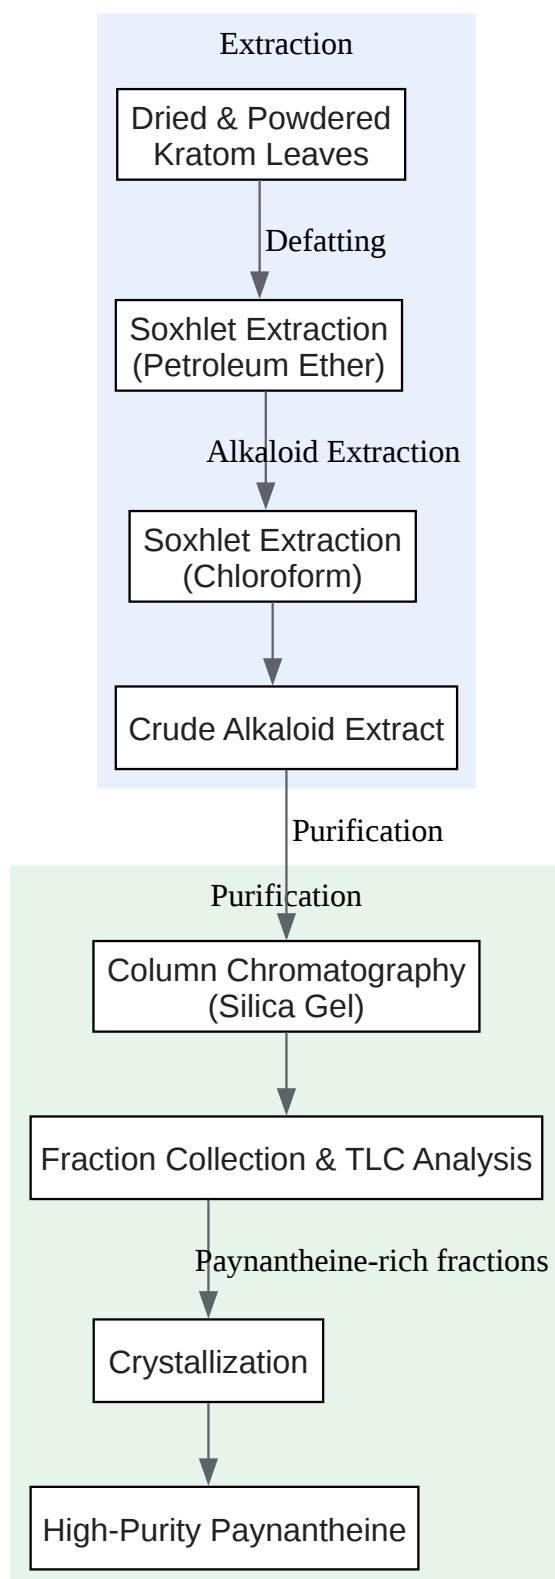 Extraction
Dried & Powdered
Kratom Leaves
Defatting
Soxhlet Extraction
(Petroleum Ether)
Alkaloid Extraction
Soxhlet Extraction
(Chloroform)
Crude Alkaloid Extract
Purification
Purification
Column Chromatography
(Silica Gel)
Fraction Collection & TLC Analysis
Paynantheine-rich fractions
Crystallization
High-Purity Paynantheine